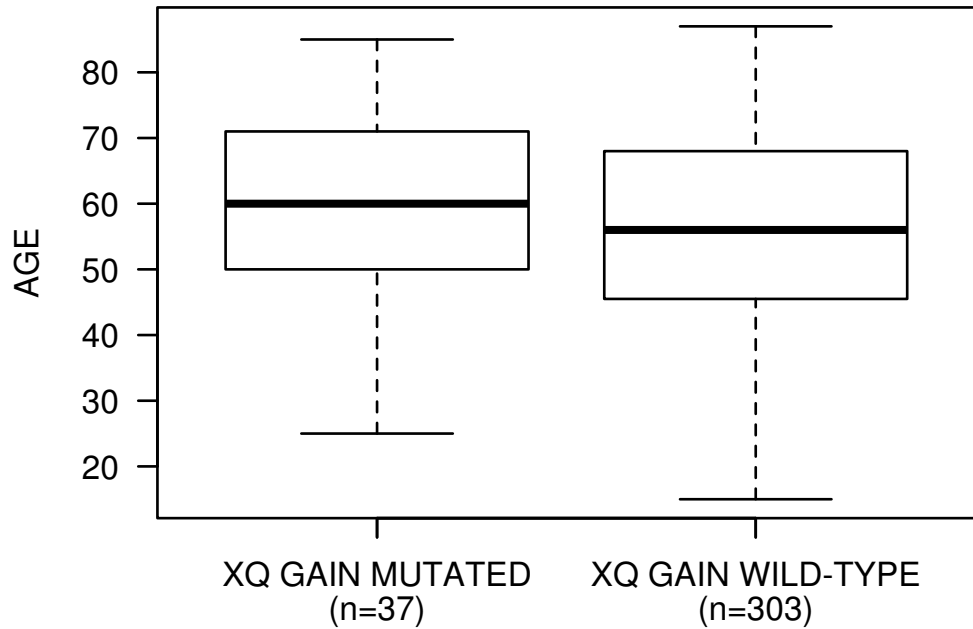 AGE
80
70
60
50
40
30
20
XQ GAIN MUTATED
(n=37)
XQ GAIN WILD-TYPE
(n=303)